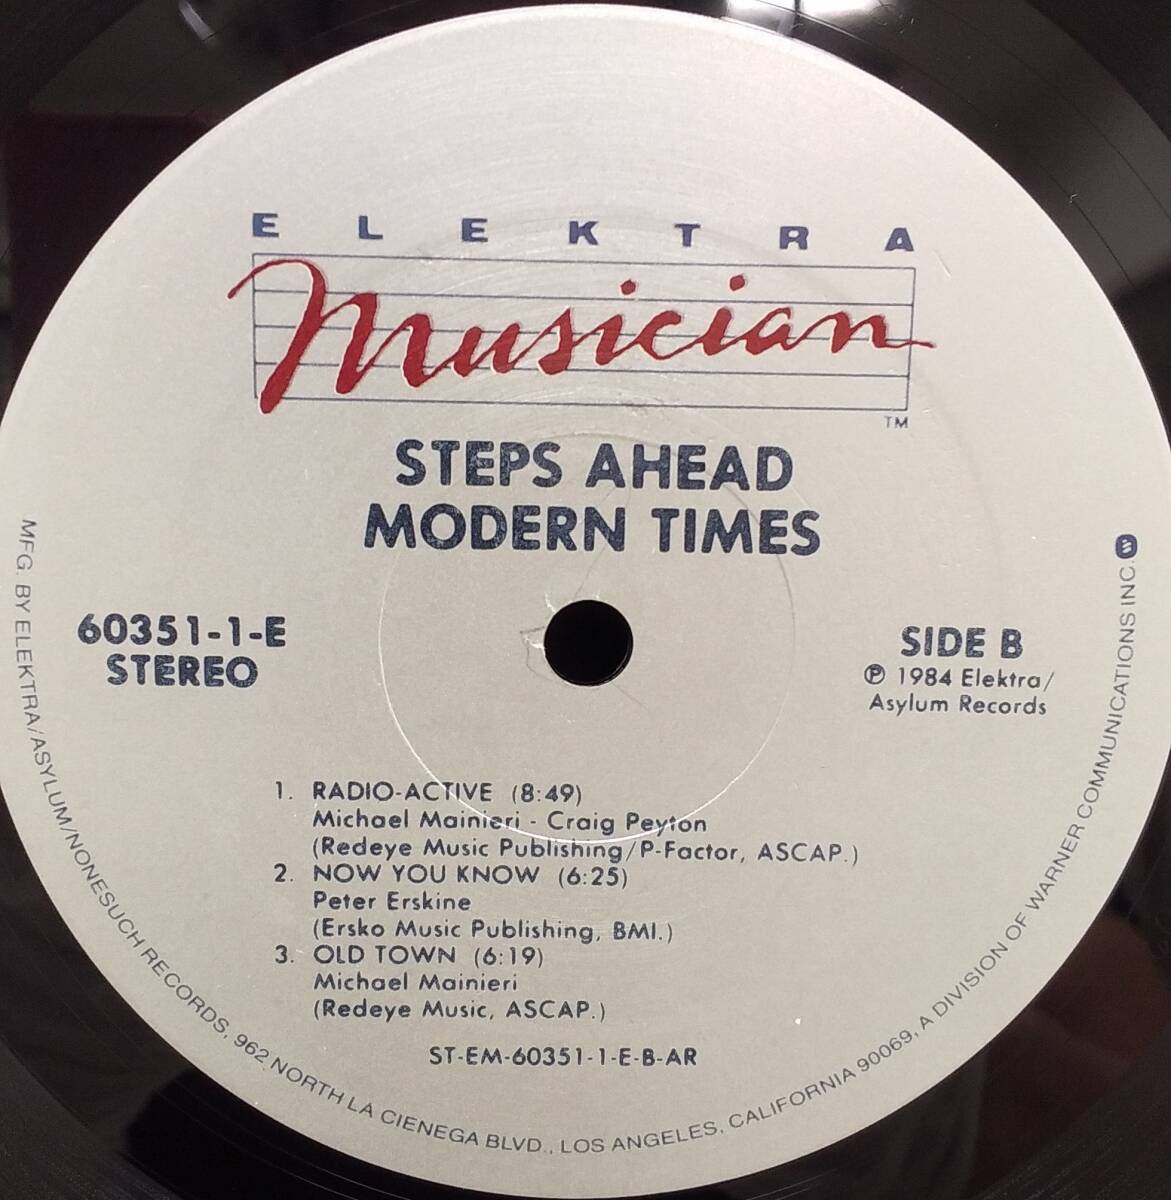 ELEKTRA
Musician
TM
STEPS AHEAD
MODERN TIMES
60351-1-E
STEREO
SIDE B
℗ 1984 Elektra/
Asylum Records
1. RADIO-ACTIVE (8:49)
Michael Mainieri - Craig Peyton
(Redeye Music Publishing/P-Factor, ASCAP.)
2. NOW YOU KNOW (6:25)
Peter Erskine
(Ersko Music Publishing, BMI.)
3. OLD TOWN (6:19)
Michael Mainieri
(Redeye Music, ASCAP.)
ST-EM-60351-1-E-B-AR
MFG. BY ELEKTRA/ASYLUM/NONESUCH RECORDS, 962 NORTH LA CIENEGA BLVD., LOS ANGELES, CALIFORNIA 90069, A DIVISION OF WARNER COMMUNICATIONS INC.